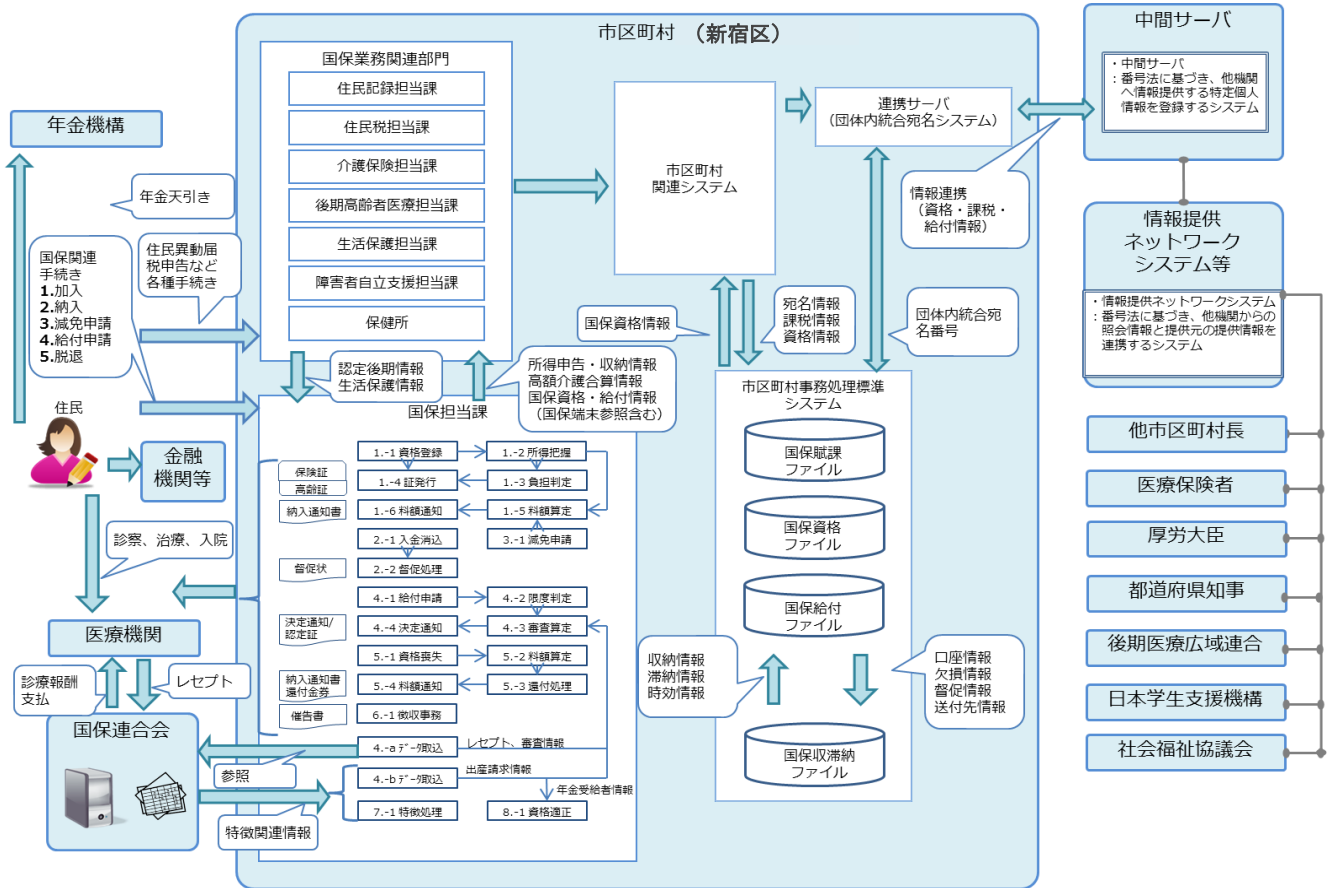 市区町村 （新宿区）
中間サーバ
・中間サーバ
：番号法に基づき、他機関
へ情報提供する特定個人
情報を登録するシステム
国保業務関連部門
住民記録担当課
住民税担当課
介護保険担当課
後期高齢者医療担当課
生活保護担当課
障害者自立支援担当課
保健所
市区町村
関連システム
連携サーバ
（団体内統合宛名システム）
情報連携
（資格・課税・
給付情報）
年金機構
年金天引き
国保関連
手続き
1.加入
2.納入
3.減免申請
4.給付申請
5.脱退
住民異動届
税申告など
各種手続き
情報提供
ネットワーク
システム等
・情報提供ネットワークシステム
：番号法に基づき、他機関からの
照会情報と提供元の提供情報を
連携するシステム
国保資格情報
宛名情報
課税情報
資格情報
団体内統合宛
名番号
認定後期情報
生活保護情報
所得申告・収納情報
高額介護合算情報
国保資格・給付情報
（国保端末参照含む）
住民
金融
機関等
診察、治療、入院
医療機関
診療報酬
支払
レセプト
国保連合会
参照
特徴関連情報
国保担当課
保険証
高齢証
納入通知書
督促状
決定通知/
認定証
納入通知書
還付金券
催告書
1.-1 資格登録
1.-2 所得把握
1.-4 証発行
1.-3 負担判定
1.-6 料額通知
1.-5 料額算定
2.-1 入金消込
3.-1 減免申請
2.-2 督促処理
4.-1 給付申請
4.-2 限度判定
4.-4 決定通知
4.-3 審査算定
5.-1 資格喪失
5.-2 料額算定
5.-4 料額通知
5.-3 還付処理
6.-1 徴収事務
4.-a ﾃﾞｰﾀ取込
レセプト、審査情報
4.-b ﾃﾞｰﾀ取込
出産請求情報
年金受給者情報
7.-1 特徴処理
8.-1 資格適正
市区町村事務処理標準
システム
国保賦課
ファイル
国保資格
ファイル
国保給付
ファイル
収納情報
滞納情報
時効情報
口座情報
欠損情報
督促情報
送付先情報
国保収滞納
ファイル
他市区町村長
医療保険者
厚労大臣
都道府県知事
後期医療広域連合
日本学生支援機構
社会福祉協議会